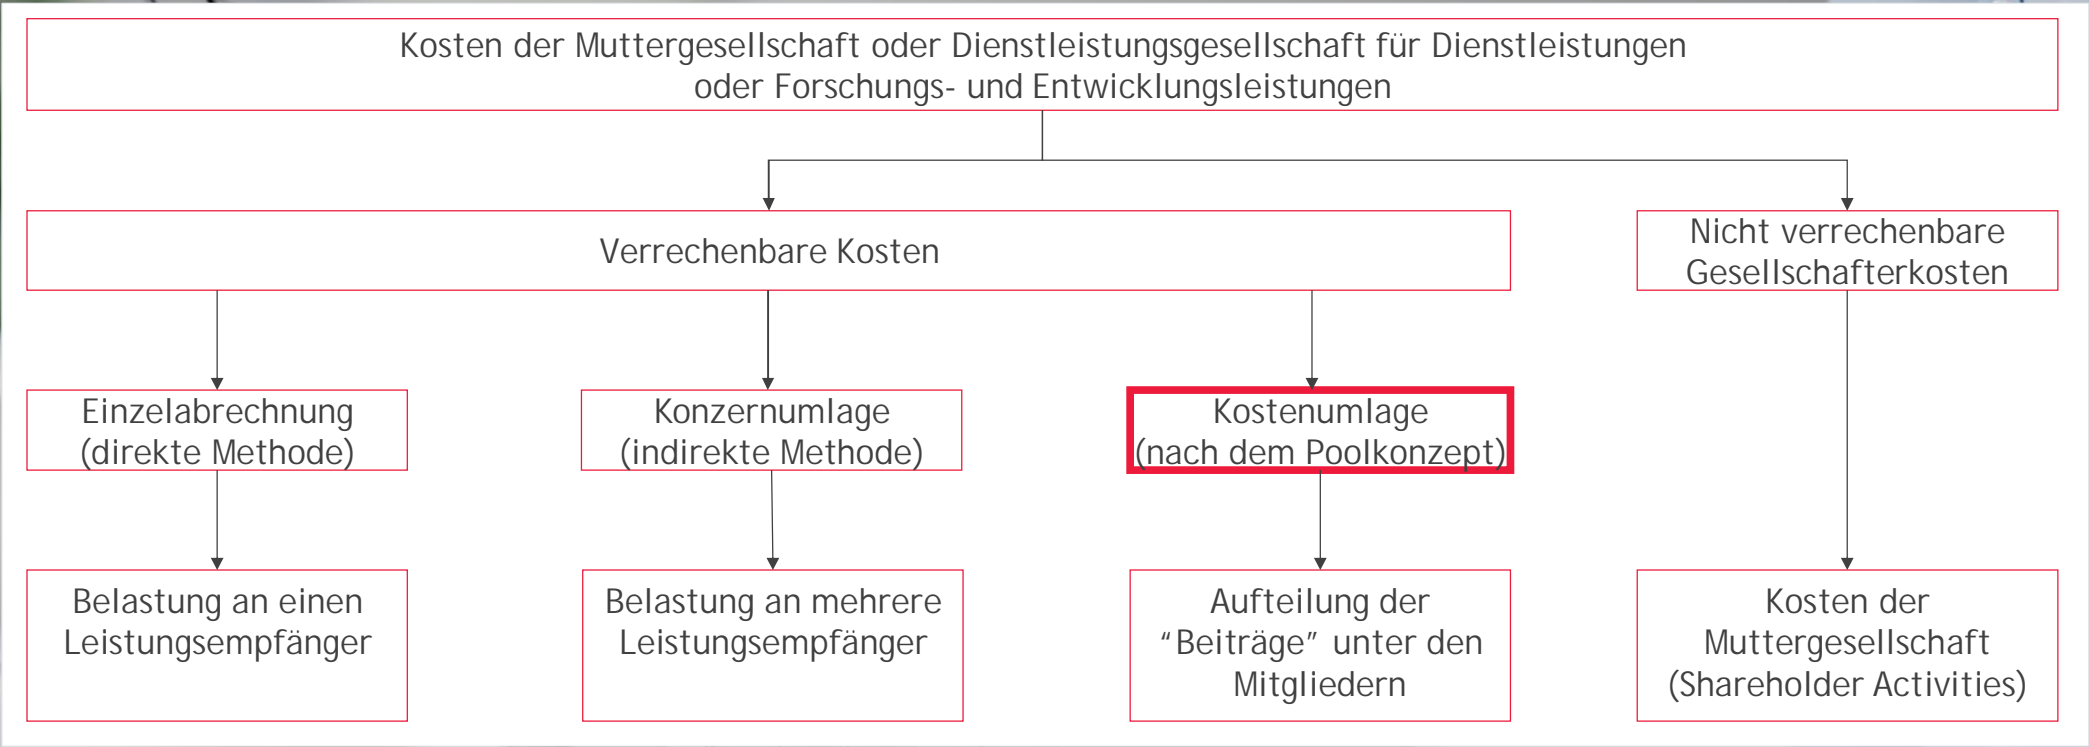 Kosten der Muttergesellschaft oder Dienstleistungsgesellschaft für Dienstleistungen
oder Forschungs- und Entwicklungsleistungen
Verrechenbare Kosten
Nicht verrechenbare
Gesellschafterkosten
Einzelabrechnung
(direkte Methode)
Konzernumlage
(indirekte Methode)
Kostenumlage
(nach dem Poolkonzept)
Belastung an einen
Leistungsempfänger
Belastung an mehrere
Leistungsempfänger
Aufteilung der
“Beiträge” unter den
Mitgliedern
Kosten der
Muttergesellschaft
(Shareholder Activities)